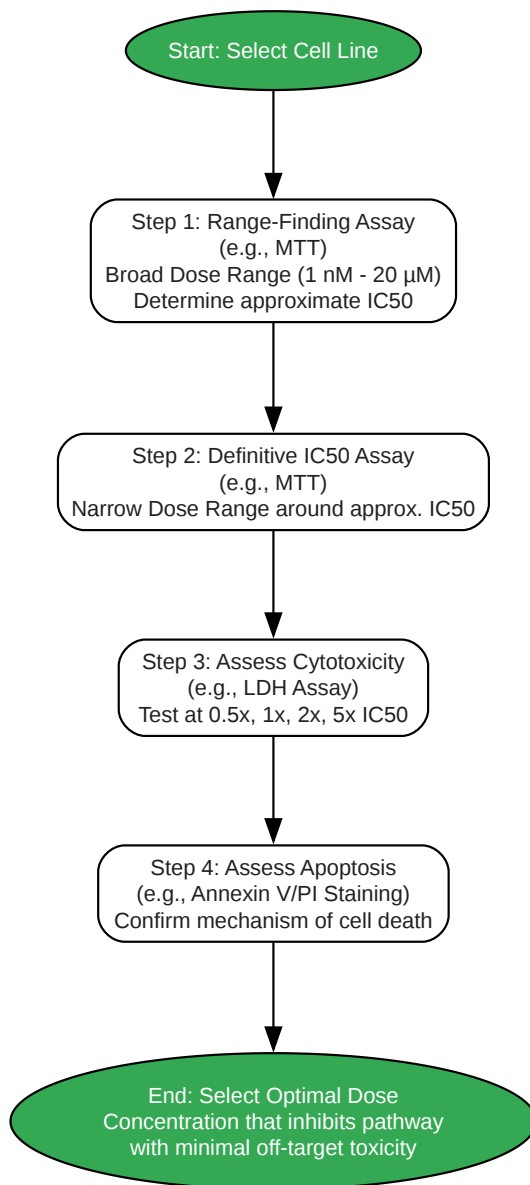 Start: Select Cell Line
Step 1: Range-Finding Assay
(e.g., MTT)
Broad Dose Range (1 nM - 20 µM)
Determine approximate IC50
Step 2: Definitive IC50 Assay
(e.g., MTT)
Narrow Dose Range around approx. IC50
Step 3: Assess Cytotoxicity
(e.g., LDH Assay)
Test at 0.5x, 1x, 2x, 5x IC50
Step 4: Assess Apoptosis
(e.g., Annexin V/PI Staining)
Confirm mechanism of cell death
End: Select Optimal Dose
Concentration that inhibits pathway
with minimal off-target toxicity